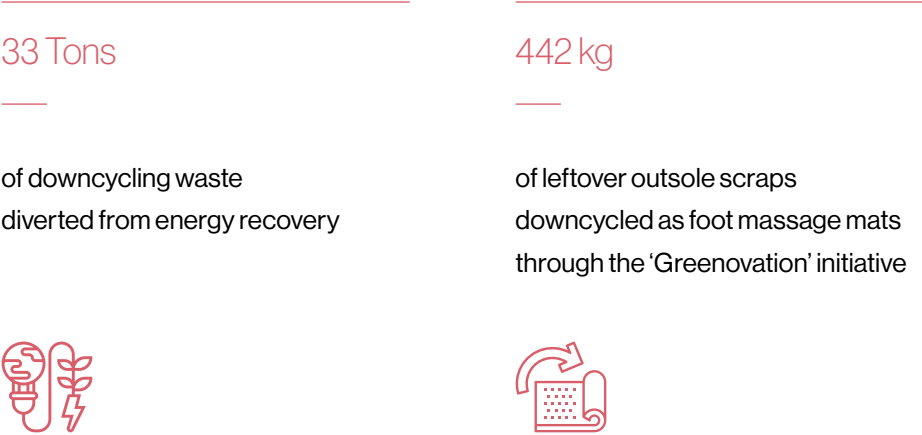 33 Tons
of downcycling waste
diverted from energy recovery
442 kg
of leftover outsole scraps
downcycled as foot massage mats
through the ‘Greenovation’ initiative